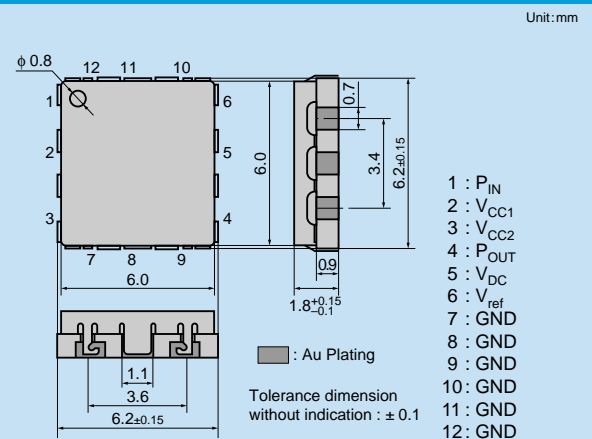 Unit:mm
ϕ 0.8
12 11 10
1
6
2
5
3
4
7 8 9
6.0
6.0
0.7
3.4
6.2±0.15
0.9
1.8+0.15 −0.1
1.1
3.6
6.2±0.15
: Au Plating
Tolerance dimension
without indication : ± 0.1
1 : PIN
2 : VCC1
3 : VCC2
4 : POUT
5 : VDC
6 : Vref
7 : GND
8 : GND
9 : GND
10 : GND
11 : GND
12 : GND